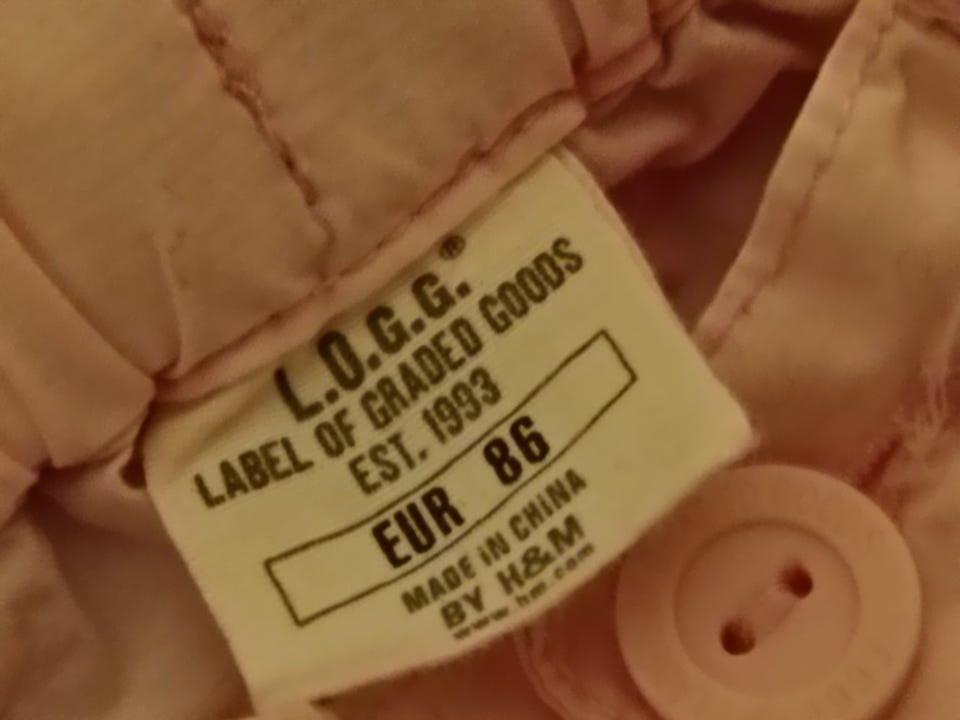 L.O.G.G.®
LABEL OF GRADED GOODS
EST. 1993
EUR 86
MADE IN CHINA
BY H&M
www.hm.com